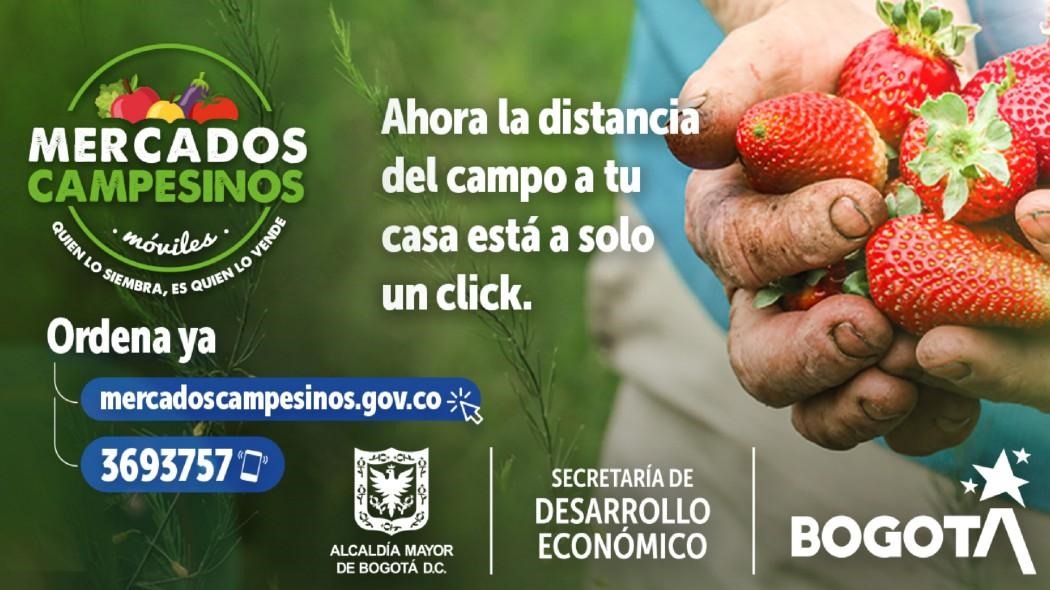 MERCADOS
CAMPESINOS
móviles
QUIEN LO SIEMBRA, ES QUIEN LO VENDE
Ahora la distancia
del campo a tu
casa está a solo
un click.
Ordena ya
mercadoscampesinos.gov.co
3693757
ALCALDÍA MAYOR
DE BOGOTÁ D.C.
SECRETARÍA DE
DESARROLLO
ECONÓMICO
BOGOTÁ